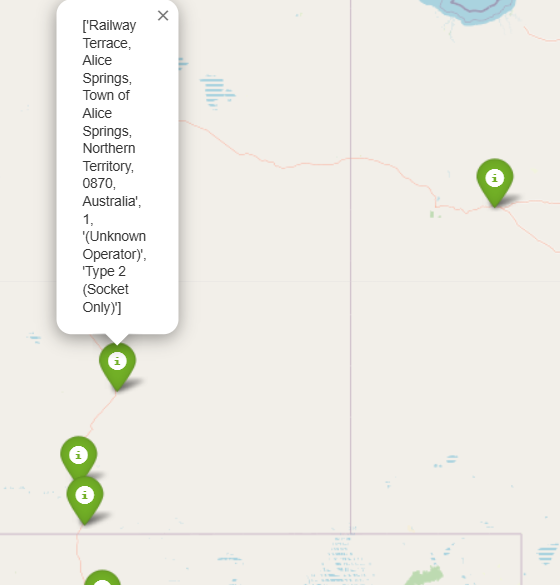 ['Railway
Terrace,
Alice
Springs,
Town of
Alice
Springs,
Northern
Territory,
0870,
Australia',
1,
'(Unknown
Operator)',
'Type 2
(Socket
Only)']